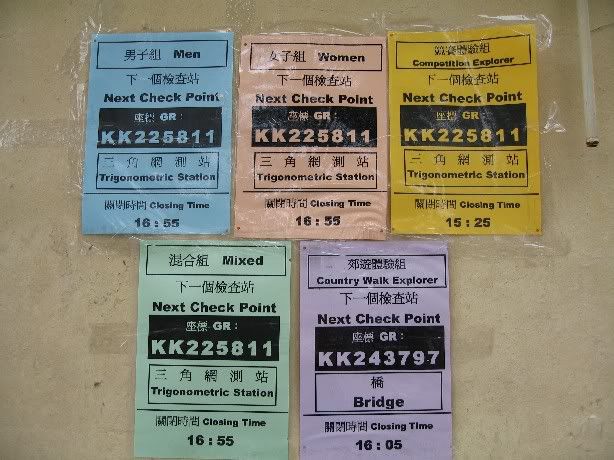 男子組 Men
下一個檢查站
Next Check Point
座標 GR：
KK225811
三角網測站
Trigonometric Station
關閉時間 Closing Time
16 : 55
女子組 Women
下一個檢查站
Next Check Point
座標 GR：
KK225811
三角網測站
Trigonometric Station
關閉時間 Closing Time
16 : 55
競賽體驗組
Competition Explorer
下一個檢查站
Next Check Point
座標 GR：
KK225811
三角網測站
Trigonometric Station
關閉時間 Closing Time
15 : 25
混合組 Mixed
下一個檢查站
Next Check Point
座標 GR：
KK225811
三角網測站
Trigonometric Station
關閉時間 Closing Time
16 : 55
郊遊體驗組
Country Walk Explorer
下一個檢查站
Next Check Point
座標 GR：
KK243797
橋
Bridge
關閉時間 Closing Time
16 : 05